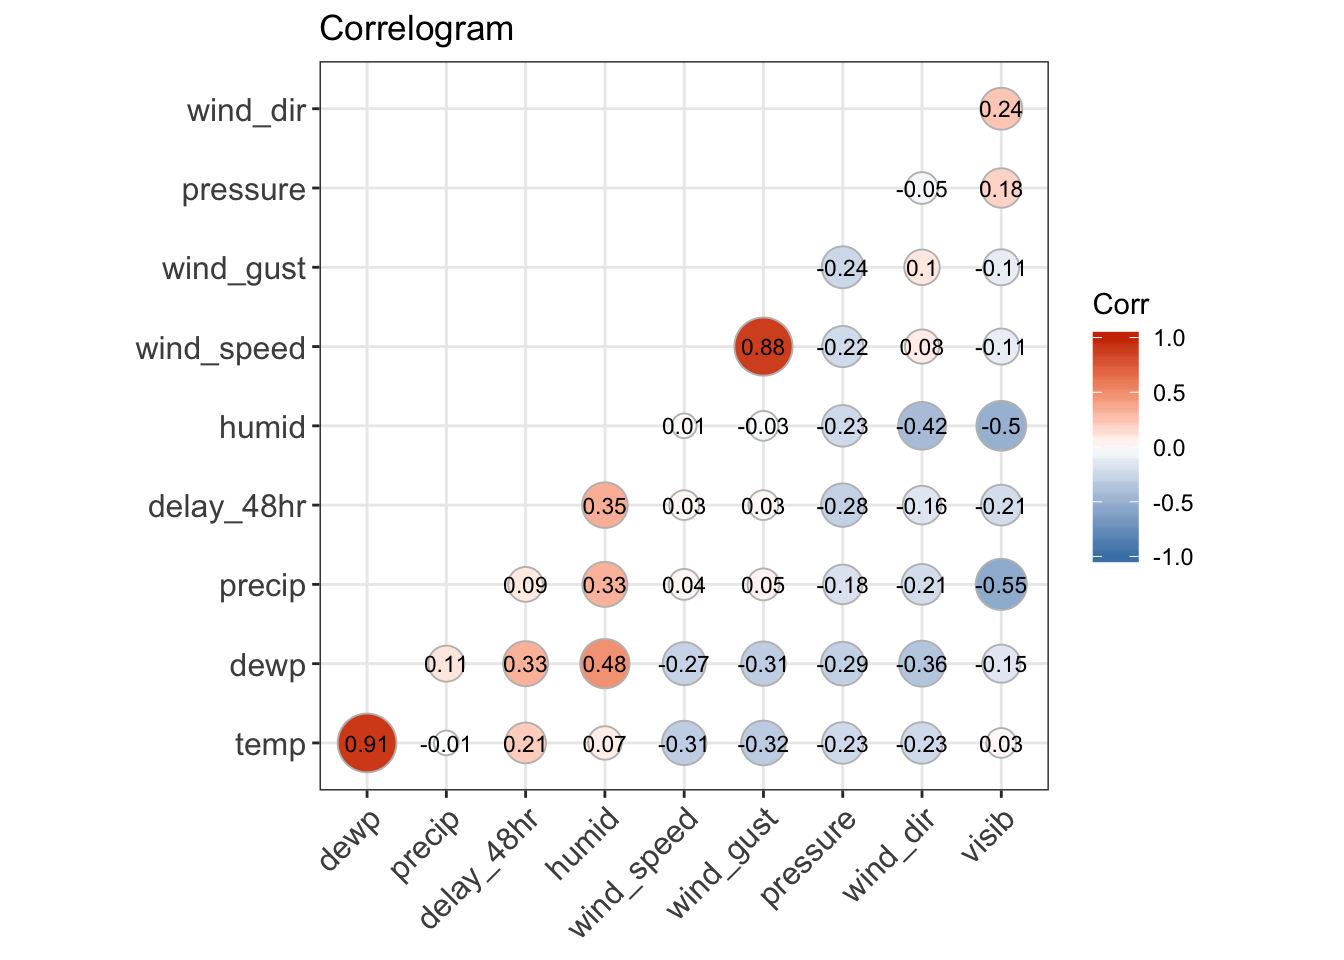 Correlogram
wind_dir 0.24
pressure -0.05 0.18
wind_gust -0.24 0.1 -0.11
wind_speed 0.88 -0.22 0.08 -0.11
humid 0.01 -0.03 -0.23 -0.42 -0.5
delay_48hr 0.35 0.03 0.03 -0.28 -0.16 -0.21
precip 0.09 0.33 0.04 0.05 -0.18 -0.21 -0.55
dewp 0.11 0.33 0.48 -0.27 -0.31 -0.29 -0.36 -0.15
temp 0.91 -0.01 0.21 0.07 -0.31 -0.32 -0.23 -0.23 0.03
dewp precip delay_48hr humid wind_speed wind_gust pressure wind_dir visib
Corr
1.0
0.5
0.0
-0.5
-1.0